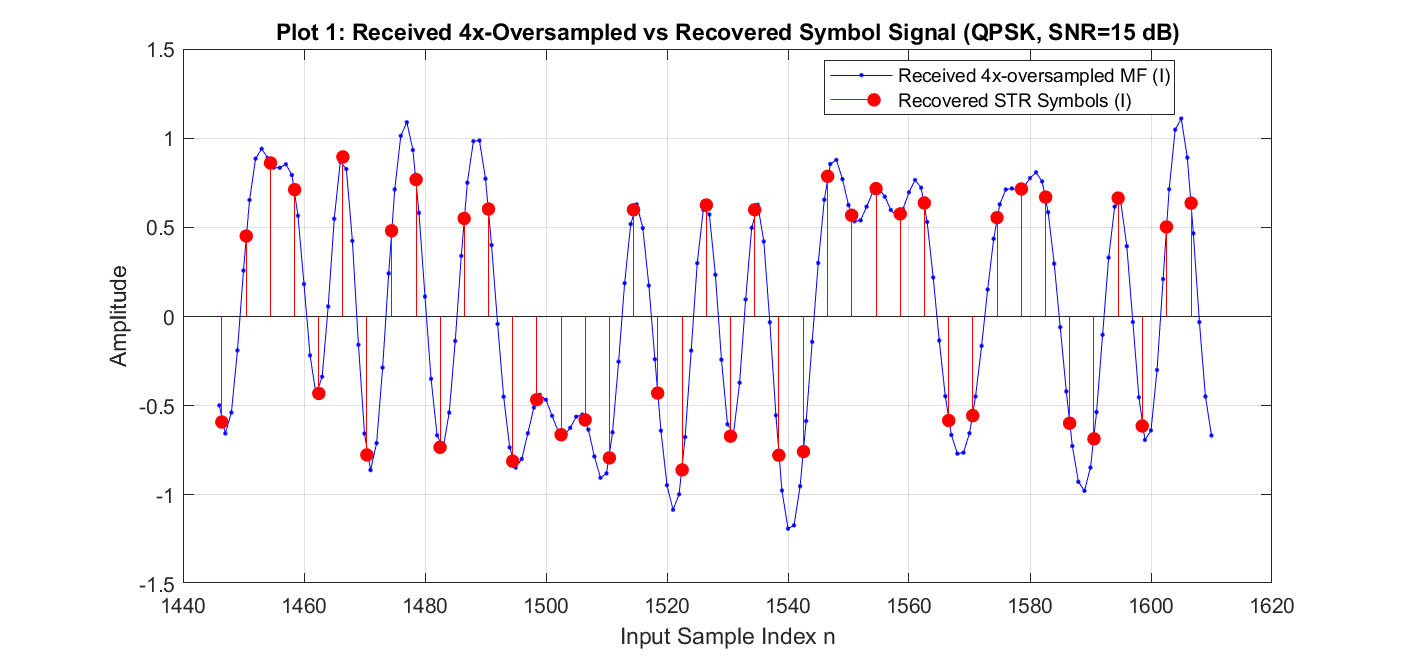 Plot 1: Received 4x-Oversampled vs Recovered Symbol Signal (QPSK, SNR=15 dB)
Received 4x-oversampled MF (I)
Recovered STR Symbols (I)
1.5
1
0.5
0
-0.5
-1
-1.5
Amplitude
1440 1460 1480 1500 1520 1540 1560 1580 1600 1620
Input Sample Index n